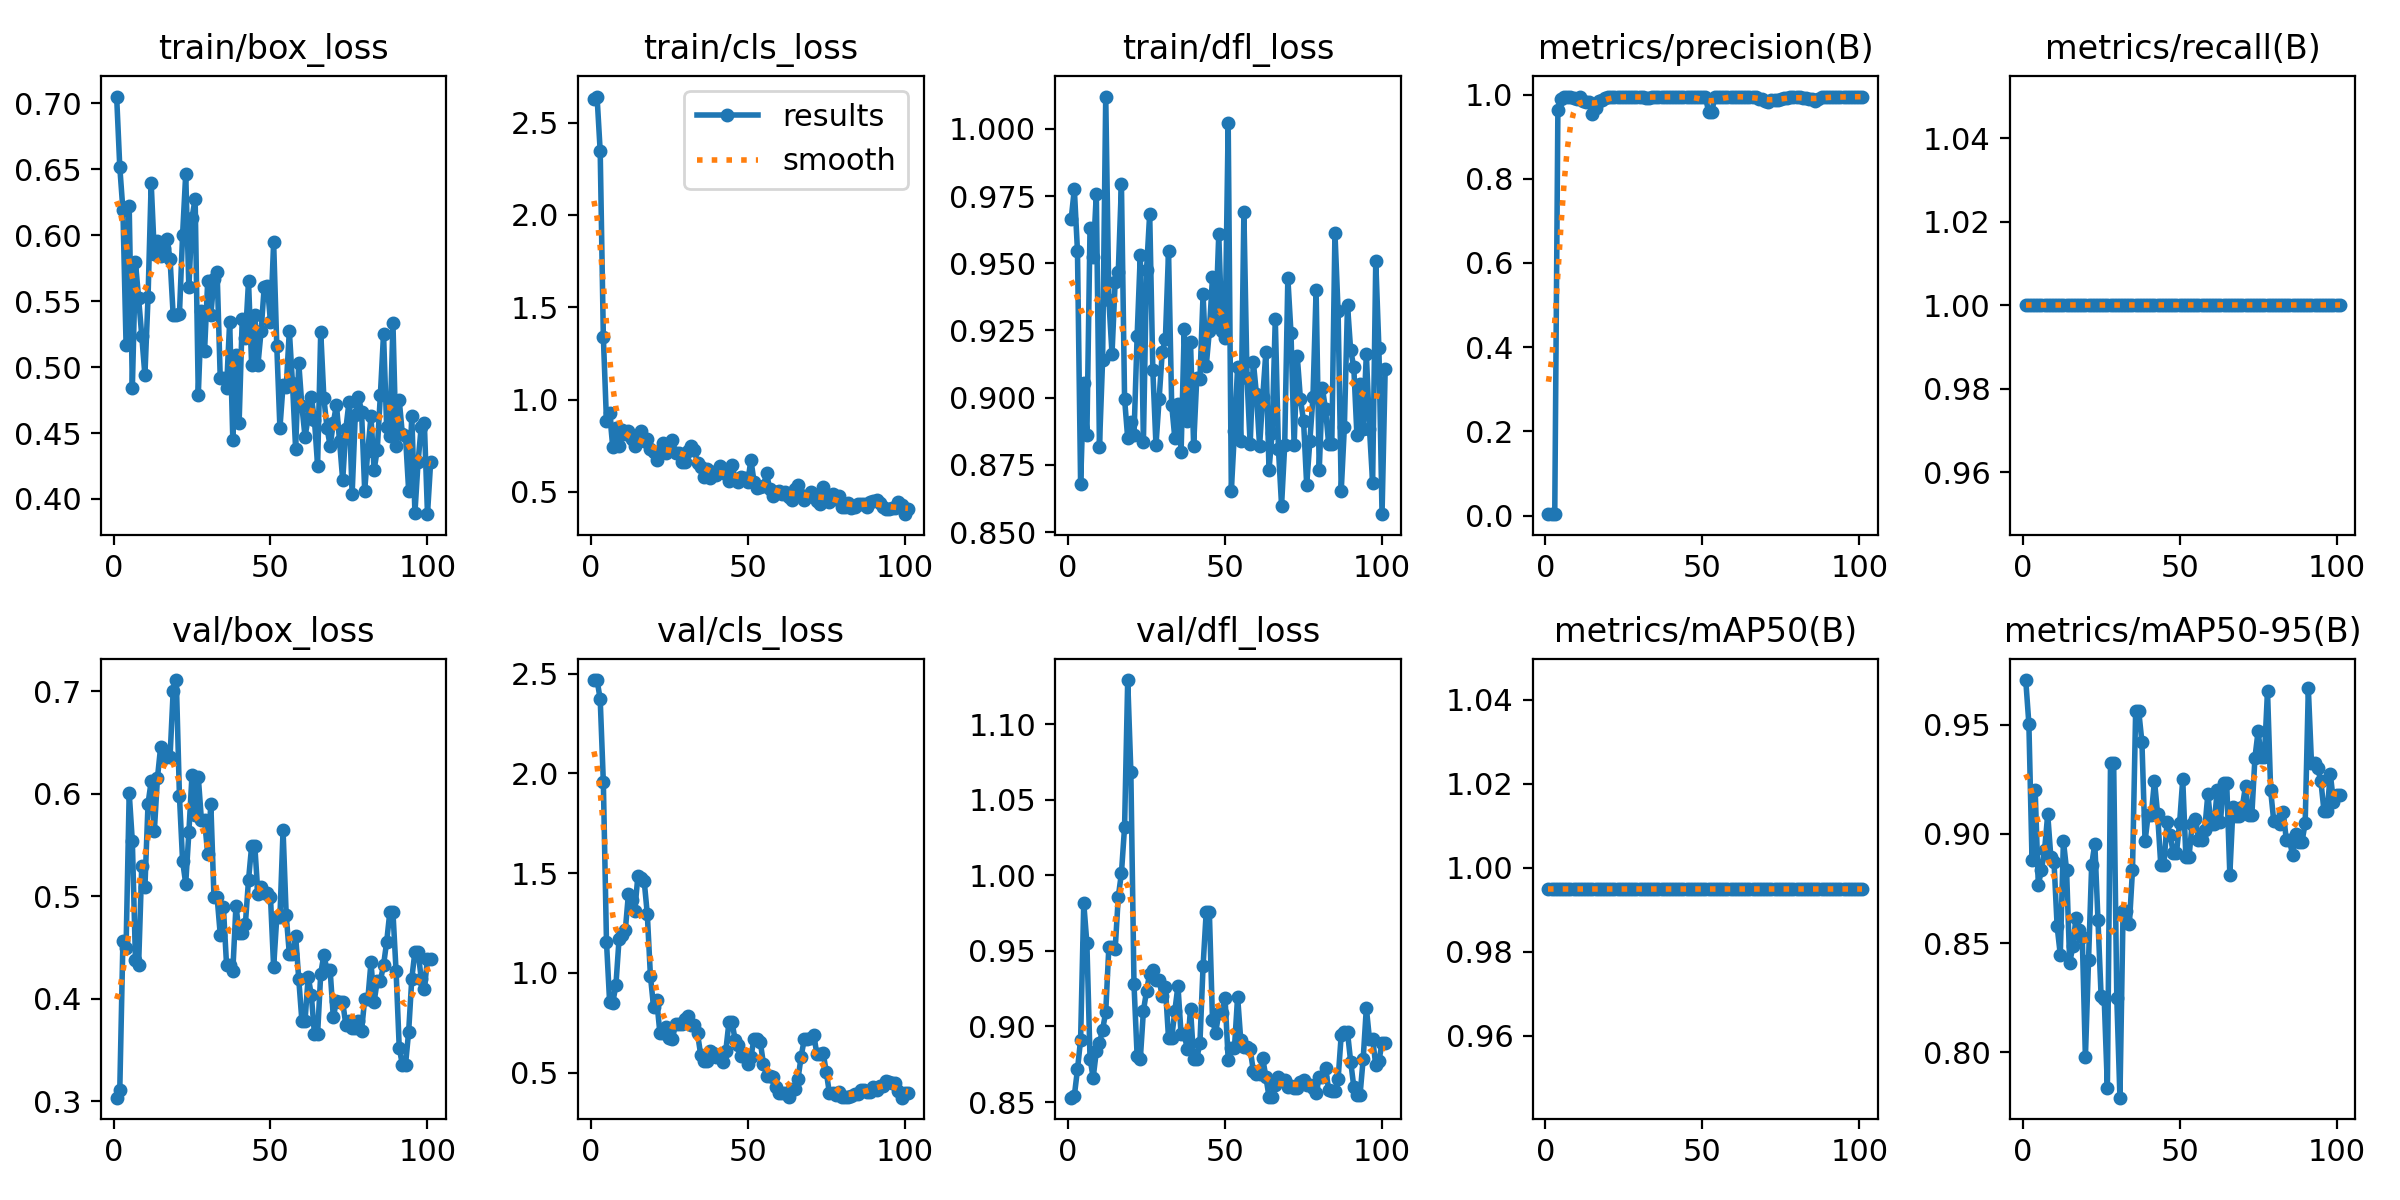 train/box_loss
0.70
0.65
0.60
0.55
0.50
0.45
0.40
0 50 100
train/cls_loss
results
smooth
2.5
2.0
1.5
1.0
0.5
0 50 100
train/dfl_loss
1.000
0.975
0.950
0.925
0.900
0.875
0.850
0 50 100
metrics/precision(B)
1.0
0.8
0.6
0.4
0.2
0.0
0 50 100
metrics/recall(B)
1.04
1.02
1.00
0.98
0.96
0 50 100
val/box_loss
0.7
0.6
0.5
0.4
0.3
0 50 100
val/cls_loss
2.5
2.0
1.5
1.0
0.5
0 50 100
val/dfl_loss
1.10
1.05
1.00
0.95
0.90
0.85
0 50 100
metrics/mAP50(B)
1.04
1.02
1.00
0.98
0.96
0 50 100
metrics/mAP50-95(B)
0.95
0.90
0.85
0.80
0 50 100